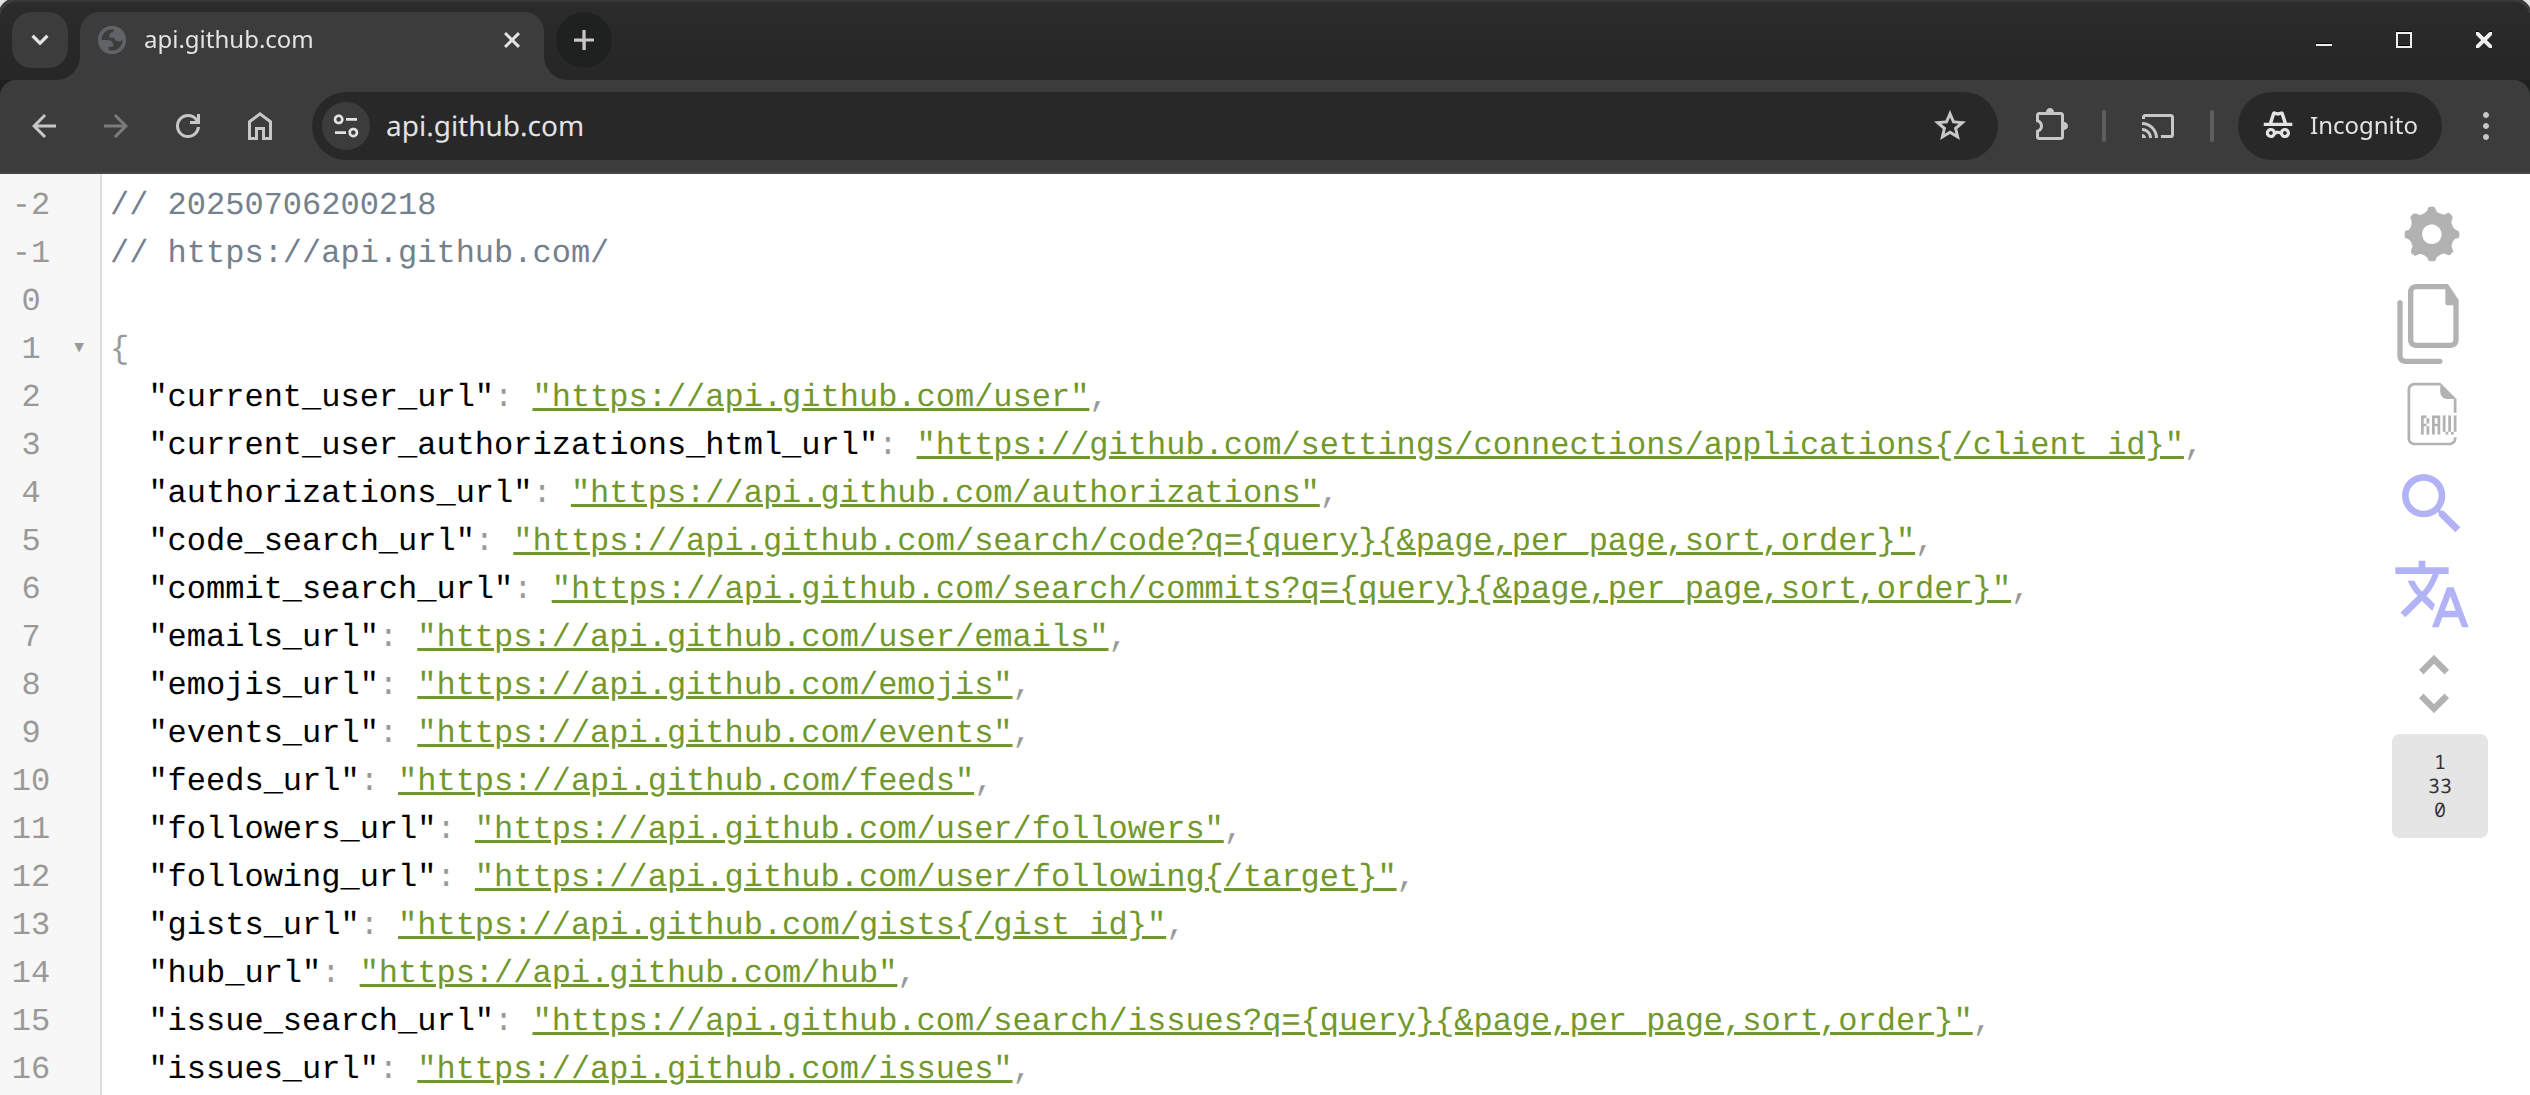 api.github.com
api.github.com
Incognito
-2 // 20250706200218
-1 // https://api.github.com/
0
1 {
2 "current_user_url": "https://api.github.com/user",
3 "current_user_authorizations_html_url": "https://github.com/settings/connections/applications{/client_id}",
4 "authorizations_url": "https://api.github.com/authorizations",
5 "code_search_url": "https://api.github.com/search/code?q={query}{&page,per_page,sort,order}",
6 "commit_search_url": "https://api.github.com/search/commits?q={query}{&page,per_page,sort,order}",
7 "emails_url": "https://api.github.com/user/emails",
8 "emojis_url": "https://api.github.com/emojis",
9 "events_url": "https://api.github.com/events",
10 "feeds_url": "https://api.github.com/feeds",
11 "followers_url": "https://api.github.com/user/followers",
12 "following_url": "https://api.github.com/user/following{/target}",
13 "gists_url": "https://api.github.com/gists{/gist_id}",
14 "hub_url": "https://api.github.com/hub",
15 "issue_search_url": "https://api.github.com/search/issues?q={query}{&page,per_page,sort,order}",
16 "issues_url": "https://api.github.com/issues",
RAW
文A
1
33
0